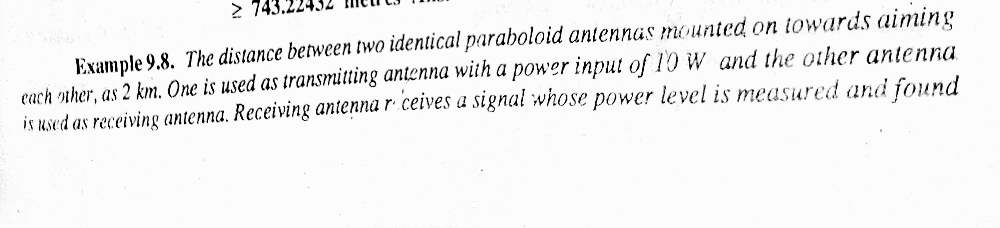 ≥ 743.22432 metres Ans.
Example 9.8. The distance between two identical paraboloid antennas mounted on towards aiming
each other, as 2 km. One is used as transmitting antenna with a power input of 10 W and the other antenna
is used as receiving antenna. Receiving antenna receives a signal whose power level is measured and found